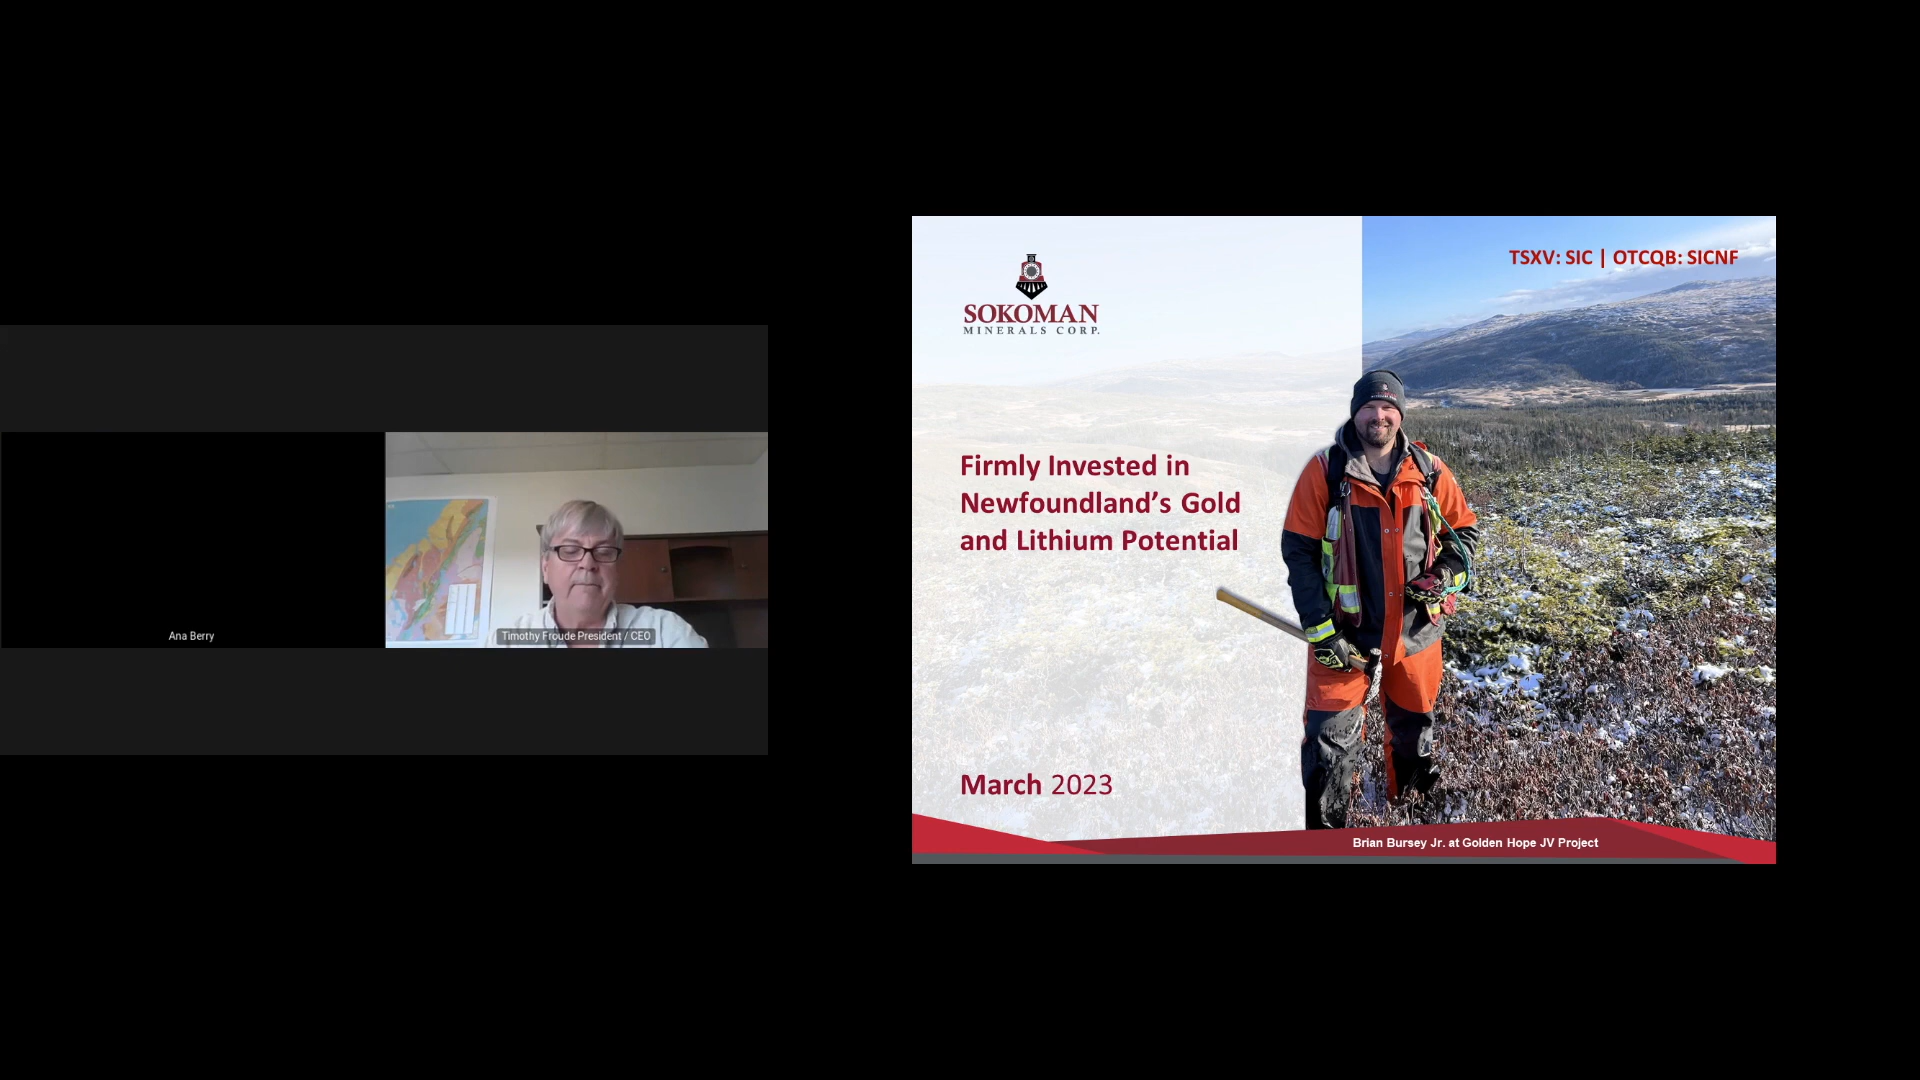 Ana Berry
Timothy Froude President / CEO
TSXV: SIC | OTCQB: SICNF
SOKOMAN
MINERALS CORP.
Firmly Invested in
Newfoundland’s Gold
and Lithium Potential
March 2023
Brian Bursey Jr. at Golden Hope JV Project